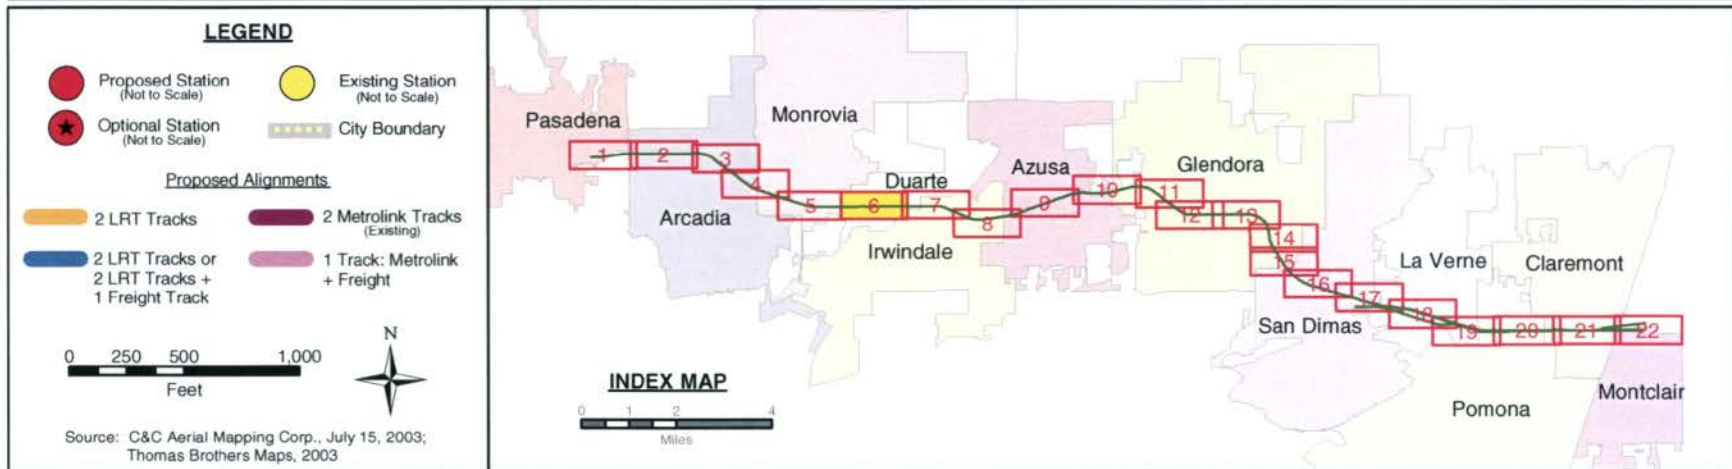 LEGEND
Proposed Station
(Not to Scale)
Existing Station
(Not to Scale)
Optional Station
(Not to Scale)
City Boundary
Proposed Alignments
2 LRT Tracks
2 Metrolink Tracks
(Existing)
2 LRT Tracks or
2 LRT Tracks +
1 Freight Track
1 Track: Metrolink
+ Freight
N
0 250 500 1,000
Feet
Source: C&C Aerial Mapping Corp., July 15, 2003;
Thomas Brothers Maps, 2003
Pasadena
Monrovia
Arcadia
Duarte
Irwindale
Azusa
Glendora
San Dimas
La Verne
Claremont
Pomona
Montclair
1
2
3
4
5
6
7
8
9
10
11
12
13
14
15
16
17
18
19
20
21
22
INDEX MAP
0 1 2 4
Miles